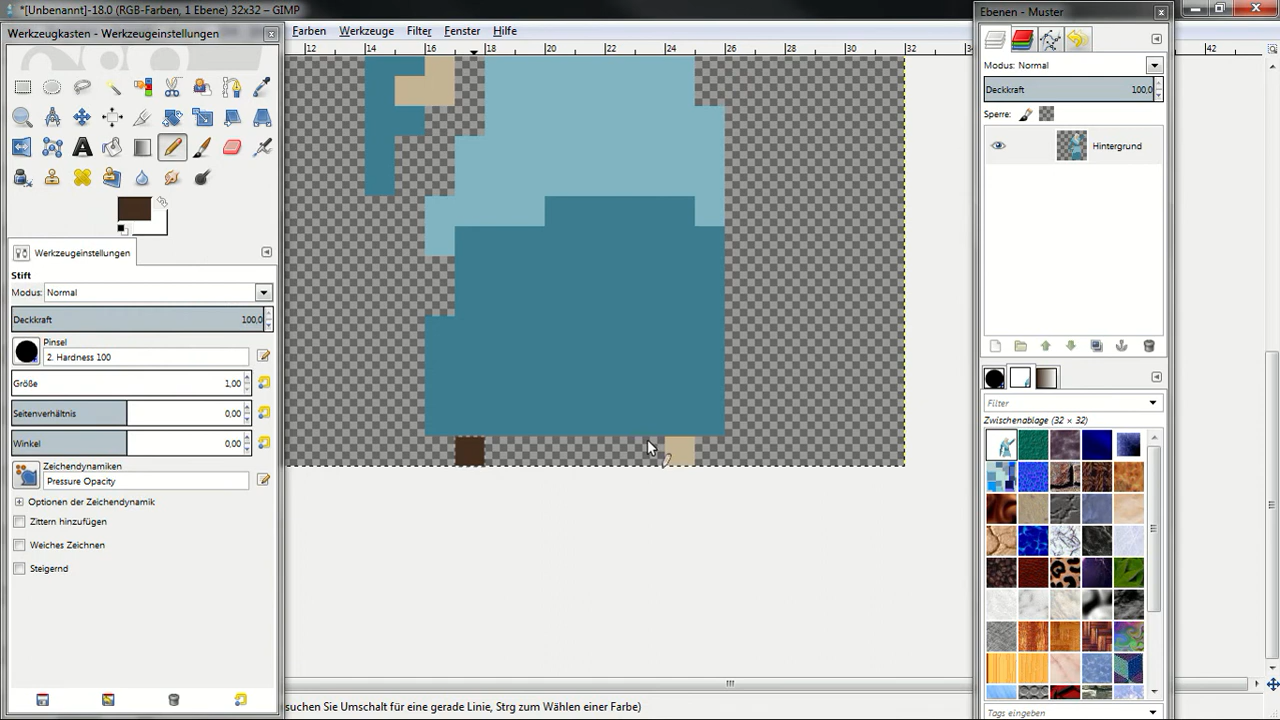 *[Unbenannt]-18.0 (RGB-Farben, 1 Ebene) 32x32 – GIMP
Werkzeugkasten - Werkzeugeinstellungen
Farben Werkzeuge Filter Fenster Hilfe
12 14 16 18 20 22 24 26 28 30 32 42
Ebenen - Muster
Modus: Normal
Deckkraft 100,0
Sperre:
Hintergrund
Werkzeugeinstellungen
Stift
Modus: Normal
Deckkraft 100,0
Pinsel
2. Hardness 100
Größe 1,00
Seitenverhältnis 0,00
Winkel 0,00
Zeichendynamiken
Pressure Opacity
Optionen der Zeichendynamik
Zittern hinzufügen
Weiches Zeichnen
Steigernd
Filter
Zwischenablage (32 × 32)
Tags eingeben
suchen Sie Umschalt für eine gerade Linie, Strg zum Wählen einer Farbe)